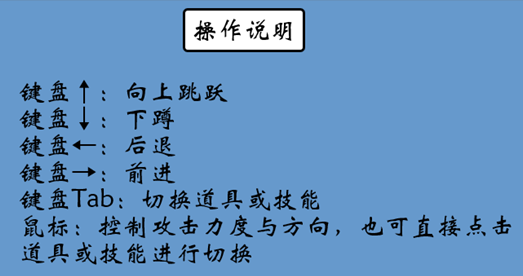 操作说明
键盘↑：向上跳跃
键盘↓：下蹲
键盘←：后退
键盘→：前进
键盘Tab：切换道具或技能
鼠标：控制攻击力度与方向，也可直接点击
道具或技能进行切换